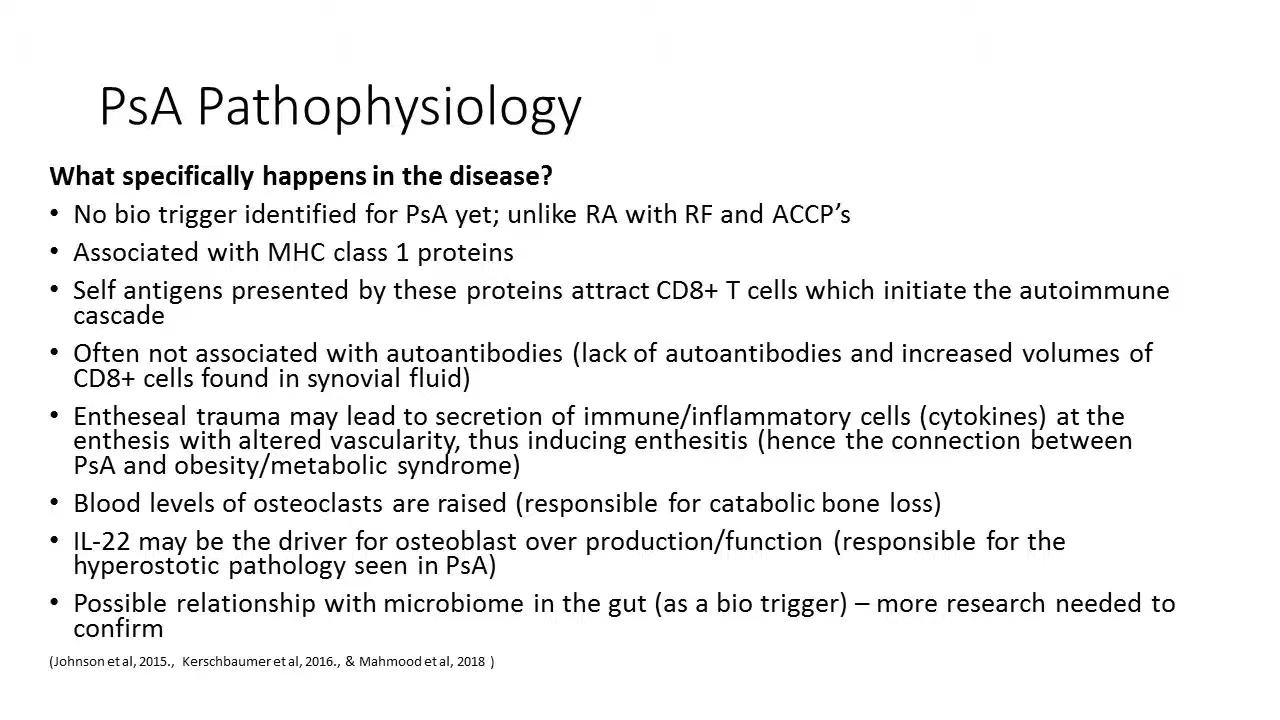 PsA Pathophysiology
What specifically happens in the disease?
• No bio trigger identified for PsA yet; unlike RA with RF and ACCP’s
• Associated with MHC class 1 proteins
• Self antigens presented by these proteins attract CD8+ T cells which initiate the autoimmune
cascade
• Often not associated with autoantibodies (lack of autoantibodies and increased volumes of
CD8+ cells found in synovial fluid)
• Entheseal trauma may lead to secretion of immune/inflammatory cells (cytokines) at the
enthesis with altered vascularity, thus inducing enthesitis (hence the connection between
PsA and obesity/metabolic syndrome)
• Blood levels of osteoclasts are raised (responsible for catabolic bone loss)
• IL-22 may be the driver for osteoblast over production/function (responsible for the
hyperostotic pathology seen in PsA)
• Possible relationship with microbiome in the gut (as a bio trigger) – more research needed to
confirm
(Johnson et al, 2015., Kerschbaumer et al, 2016., & Mahmood et al, 2018 )